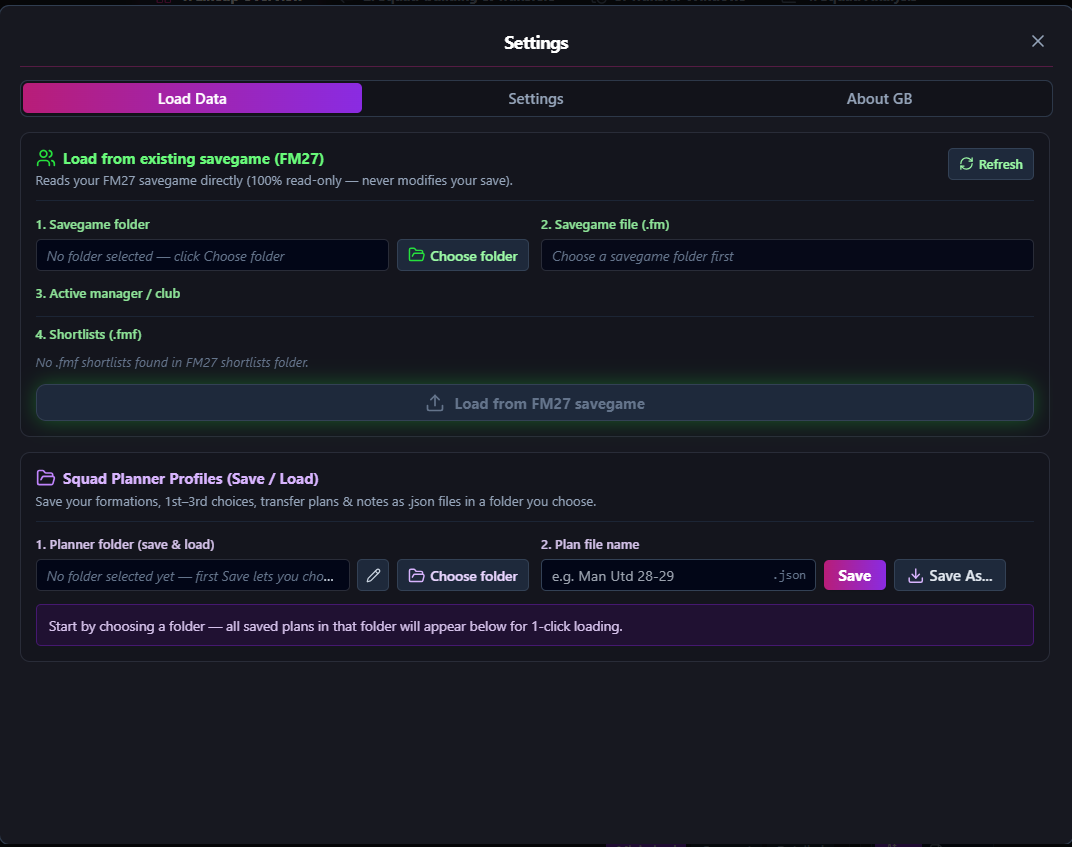 Settings
Load Data
Settings
About GB
Load from existing savegame (FM27)
Reads your FM27 savegame directly (100% read-only — never modifies your save).
Refresh
1. Savegame folder
2. Savegame file (.fm)
No folder selected — click Choose folder
Choose folder
Choose a savegame folder first
3. Active manager / club
4. Shortlists (.fmf)
No .fmf shortlists found in FM27 shortlists folder.
Load from FM27 savegame
Squad Planner Profiles (Save / Load)
Save your formations, 1st–3rd choices, transfer plans & notes as .json files in a folder you choose.
1. Planner folder (save & load)
2. Plan file name
No folder selected yet — first Save lets you cho...
Choose folder
e.g. Man Utd 28-29
.json
Save
Save As...
Start by choosing a folder — all saved plans in that folder will appear below for 1-click loading.